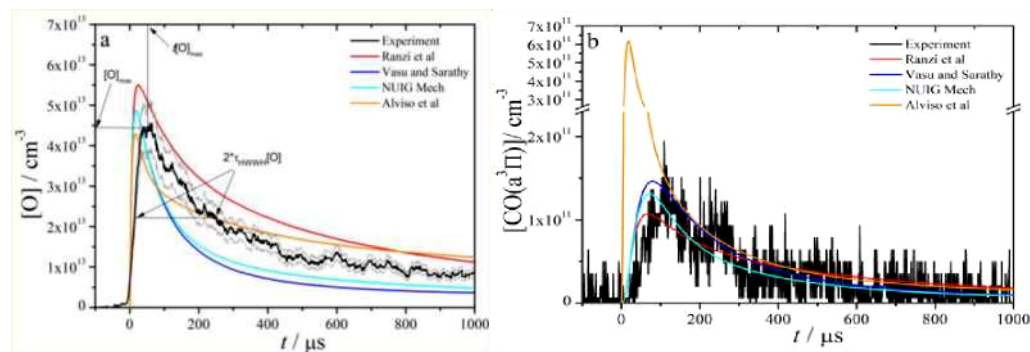 a
[O] / cm⁻³
7x10¹³
6x10¹³
5x10¹³
4x10¹³
3x10¹³
2x10¹³
1x10¹³
0
[O]max
t[O]max
2*τHWWH[O]
Experiment
Ranzi et al
Vasu and Sarathy
NUIG Mech
Alviso et al
0 200 400 600 800 1000
t / μs
b
[CO(a³Π)]/ cm⁻³
7x10¹¹
6x10¹¹
5x10¹¹
4x10¹¹
3x10¹¹
2x10¹¹
1x10¹¹
0
Experiment
Ranzi et al
Vasu and Sarathy
NUIG Mech
Alviso et al
0 200 400 600 800 1000
t / μs